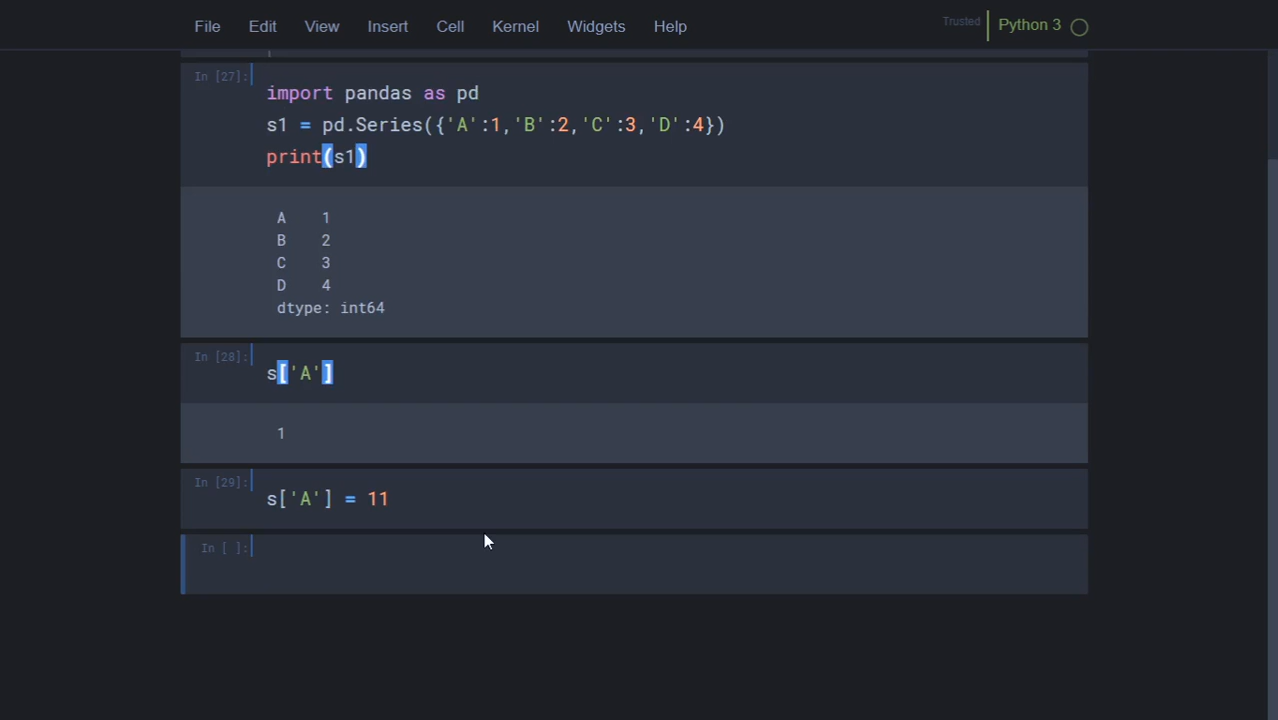 File Edit View Insert Cell Kernel Widgets Help Trusted Python 3
In [27]:
import pandas as pd
s1 = pd.Series({'A':1,'B':2,'C':3,'D':4})
print(s1)
A 1
B 2
C 3
D 4
dtype: int64
In [28]:
s['A']
1
In [29]:
s['A'] = 11
In [ ]: